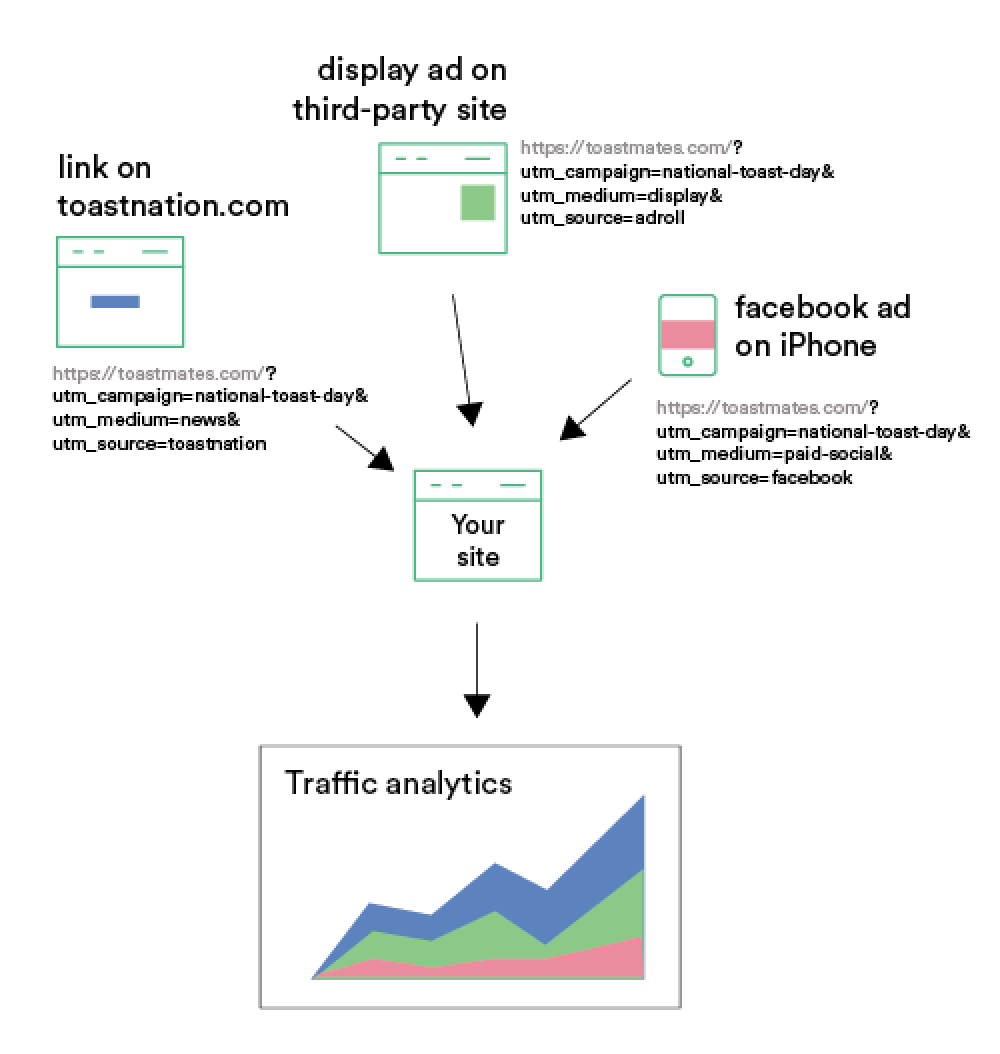 display ad on
third-party site
https://toastmates.com/?
utm_campaign=national-toast-day&
utm_medium=display&
utm_source=adroll
link on
toastnation.com
https://toastmates.com/?
utm_campaign=national-toast-day&
utm_medium=news&
utm_source=toastnation
facebook ad
on iPhone
https://toastmates.com/?
utm_campaign=national-toast-day&
utm_medium=paid-social&
utm_source=facebook
Your
site
Traffic analytics